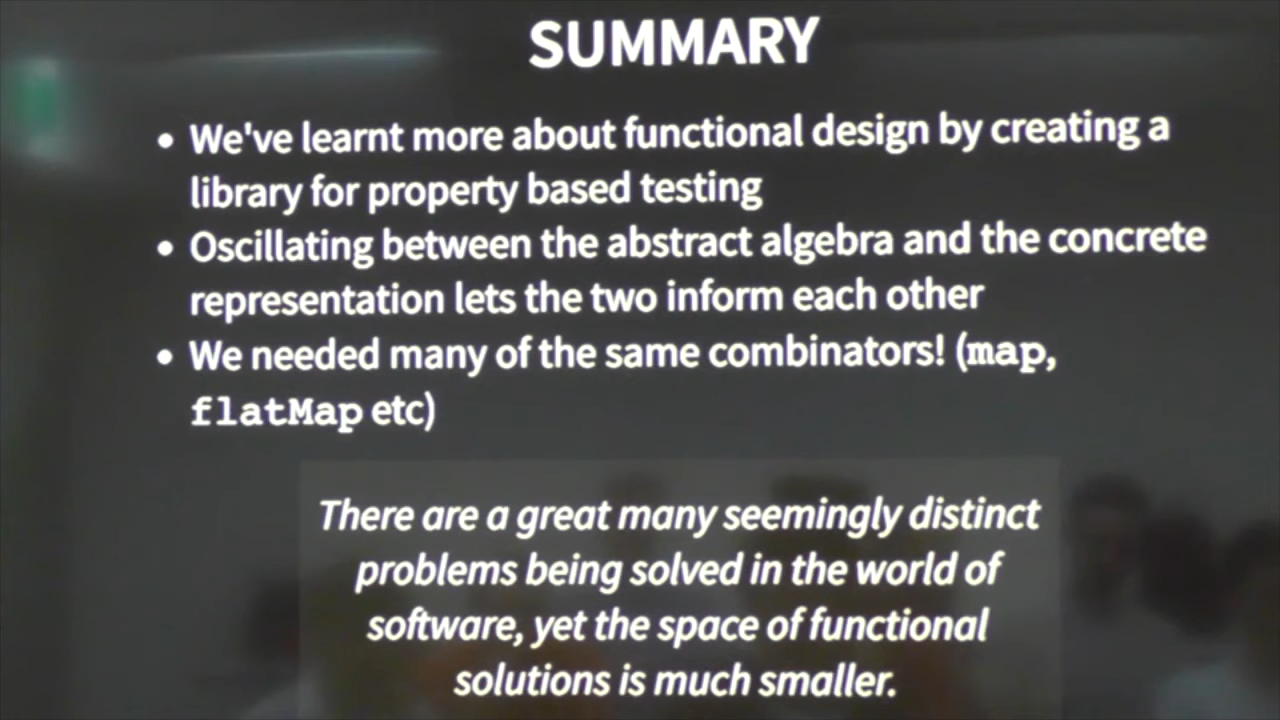 SUMMARY
• We've learnt more about functional design by creating a
library for property based testing
• Oscillating between the abstract algebra and the concrete
representation lets the two inform each other
• We needed many of the same combinators! (map,
flatMap etc)
There are a great many seemingly distinct
problems being solved in the world of
software, yet the space of functional
solutions is much smaller.